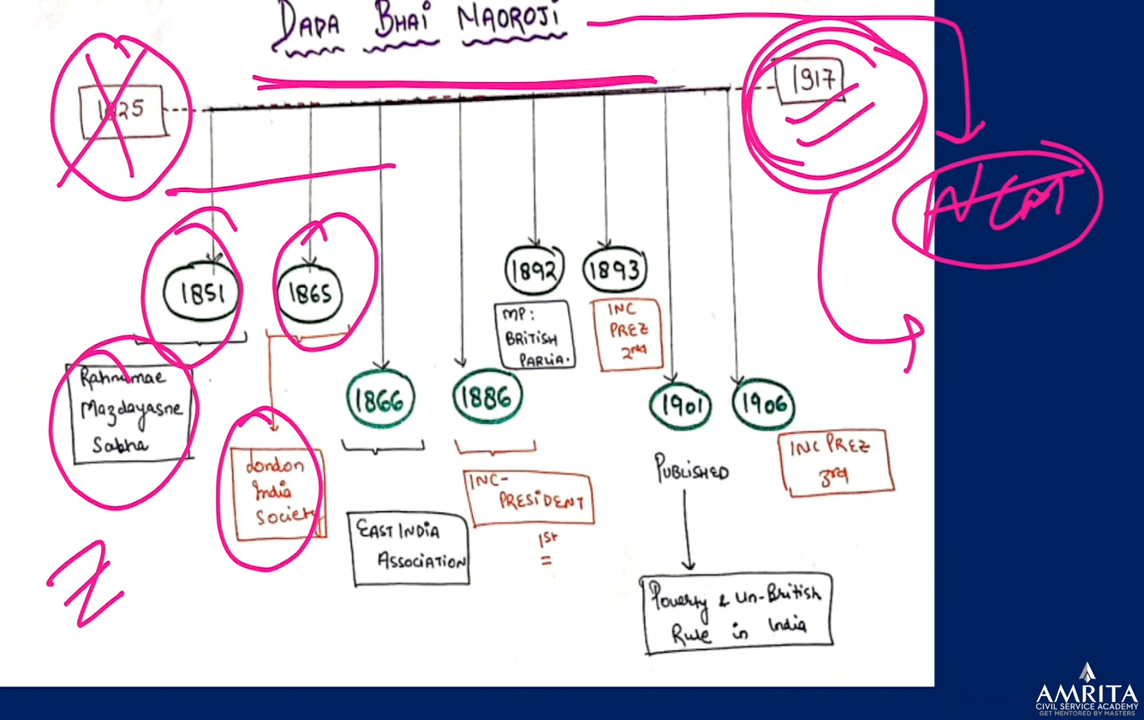 DADA BHAI NAOROJI
1825
1917
NCERT
1851
1865
1892
1893
Rahnumae
Mazdayasne
Sabha
London
India
Society
1866
1886
MP:
BRITISH
PARLIA.
INC
PREZ
2nd
1901
1906
EAST INDIA
ASSOCIATION
INC-
PRESIDENT
1st
PUBLISHED
INC PREZ
3rd
Poverty & Un-British
Rule in India
AMRITA
CIVIL SERVICE ACADEMY
GET MENTORED BY MASTERS